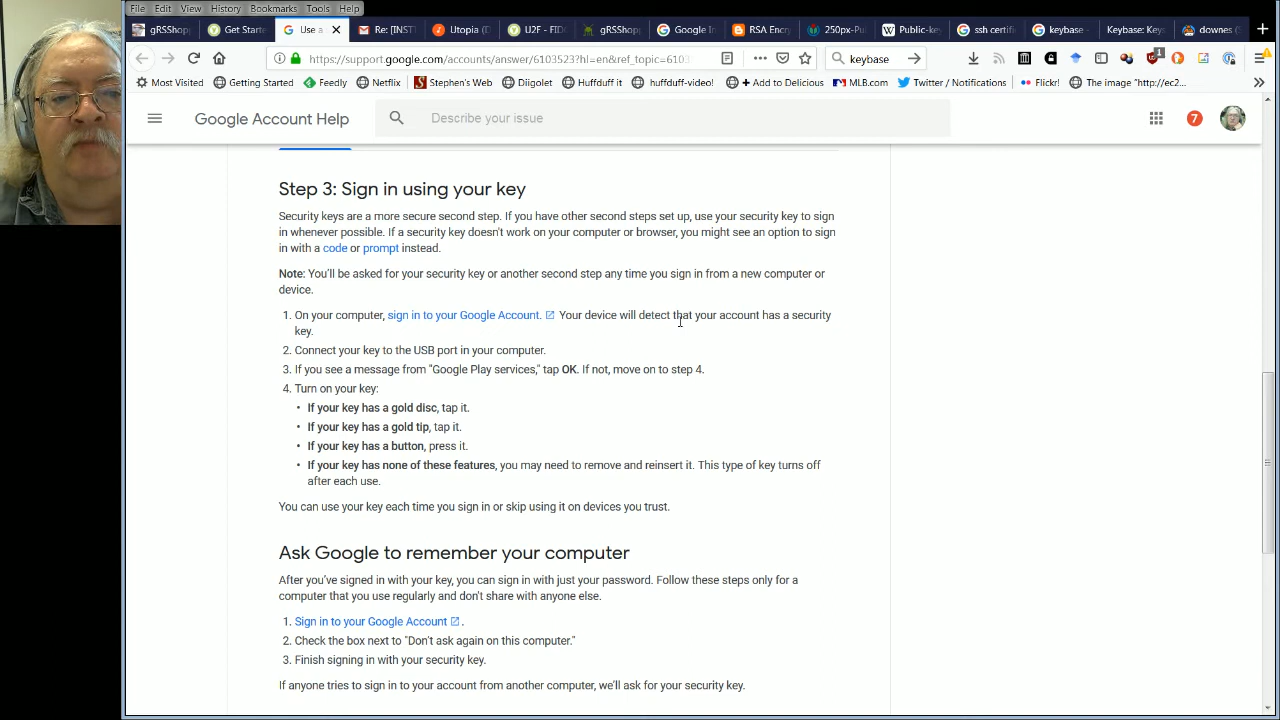 File Edit View History Bookmarks Tools Help
gRSShopp Get Starte Use a Re: [INST Utopia (D U2F - FIDO gRSShopp Google In RSA Encry 250px-Pu Public-key ssh certifi keybase - Keybase: Keys downes (S
https://support.google.com/accounts/answer/6103523?hl=en&ref_topic=6103 keybase 1
Most Visited Getting Started Feedly Netflix Stephen's Web Diigolet Huffduff it huffduff-video! + Add to Delicious MLB.com Twitter / Notifications Flickr! The image "http://ec2...
Google Account Help Describe your issue 7
Step 3: Sign in using your key
Security keys are a more secure second step. If you have other second steps set up, use your security key to sign
in whenever possible. If a security key doesn't work on your computer or browser, you might see an option to sign
in with a code or prompt instead.
Note: You'll be asked for your security key or another second step any time you sign in from a new computer or
device.
1. On your computer, sign in to your Google Account. Your device will detect that your account has a security
key.
2. Connect your key to the USB port in your computer.
3. If you see a message from "Google Play services," tap OK. If not, move on to step 4.
4. Turn on your key:
• If your key has a gold disc, tap it.
• If your key has a gold tip, tap it.
• If your key has a button, press it.
• If your key has none of these features, you may need to remove and reinsert it. This type of key turns off
after each use.
You can use your key each time you sign in or skip using it on devices you trust.
Ask Google to remember your computer
After you've signed in with your key, you can sign in with just your password. Follow these steps only for a
computer that you use regularly and don't share with anyone else.
1. Sign in to your Google Account .
2. Check the box next to "Don't ask again on this computer."
3. Finish signing in with your security key.
If anyone tries to sign in to your account from another computer, we'll ask for your security key.